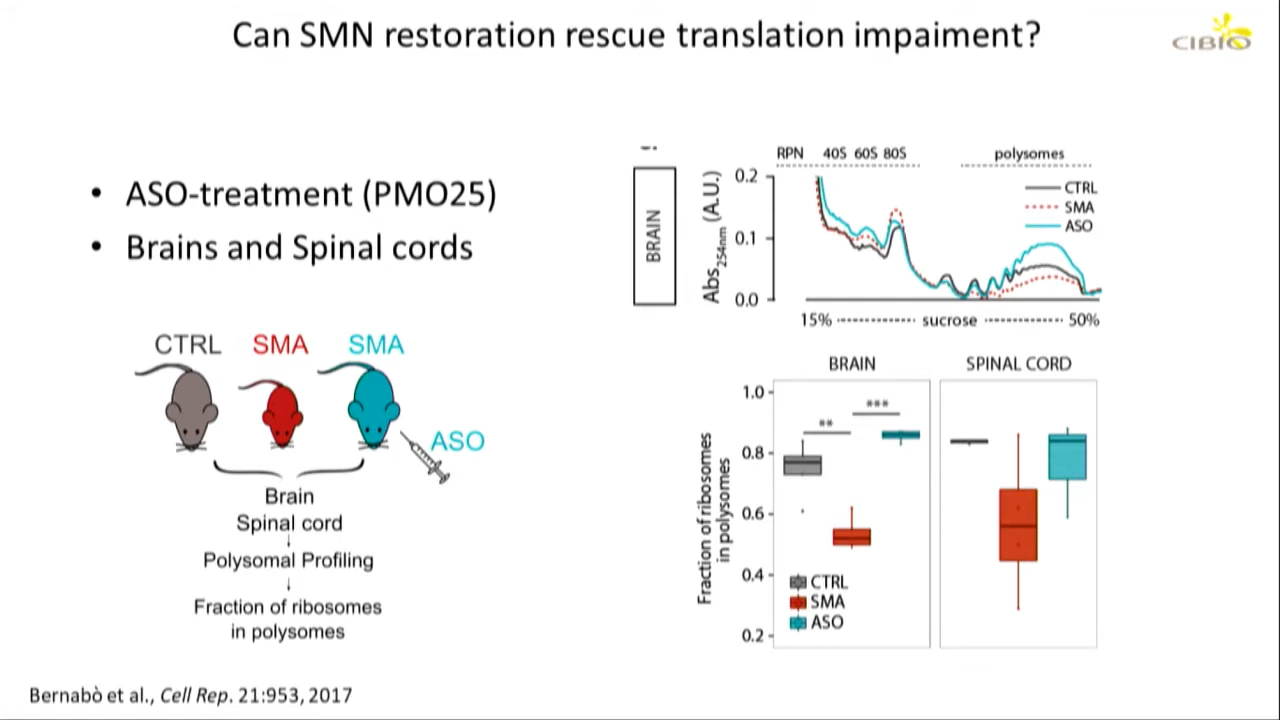 Can SMN restoration rescue translation impaiment?
CIBIO
• ASO-treatment (PMO25)
• Brains and Spinal cords
CTRL SMA SMA
ASO
Brain
Spinal cord
Polysomal Profiling
Fraction of ribosomes
in polysomes
BRAIN
RPN 40S 60S 80S polysomes
Abs254nm (A.U.)
0.2
0.1
0.0
CTRL
SMA
ASO
15% sucrose 50%
BRAIN SPINAL CORD
Fraction of ribosomes
in polysomes
1.0
0.8
0.6
0.4
0.2
** ***
CTRL
SMA
ASO
Bernabò et al., Cell Rep. 21:953, 2017